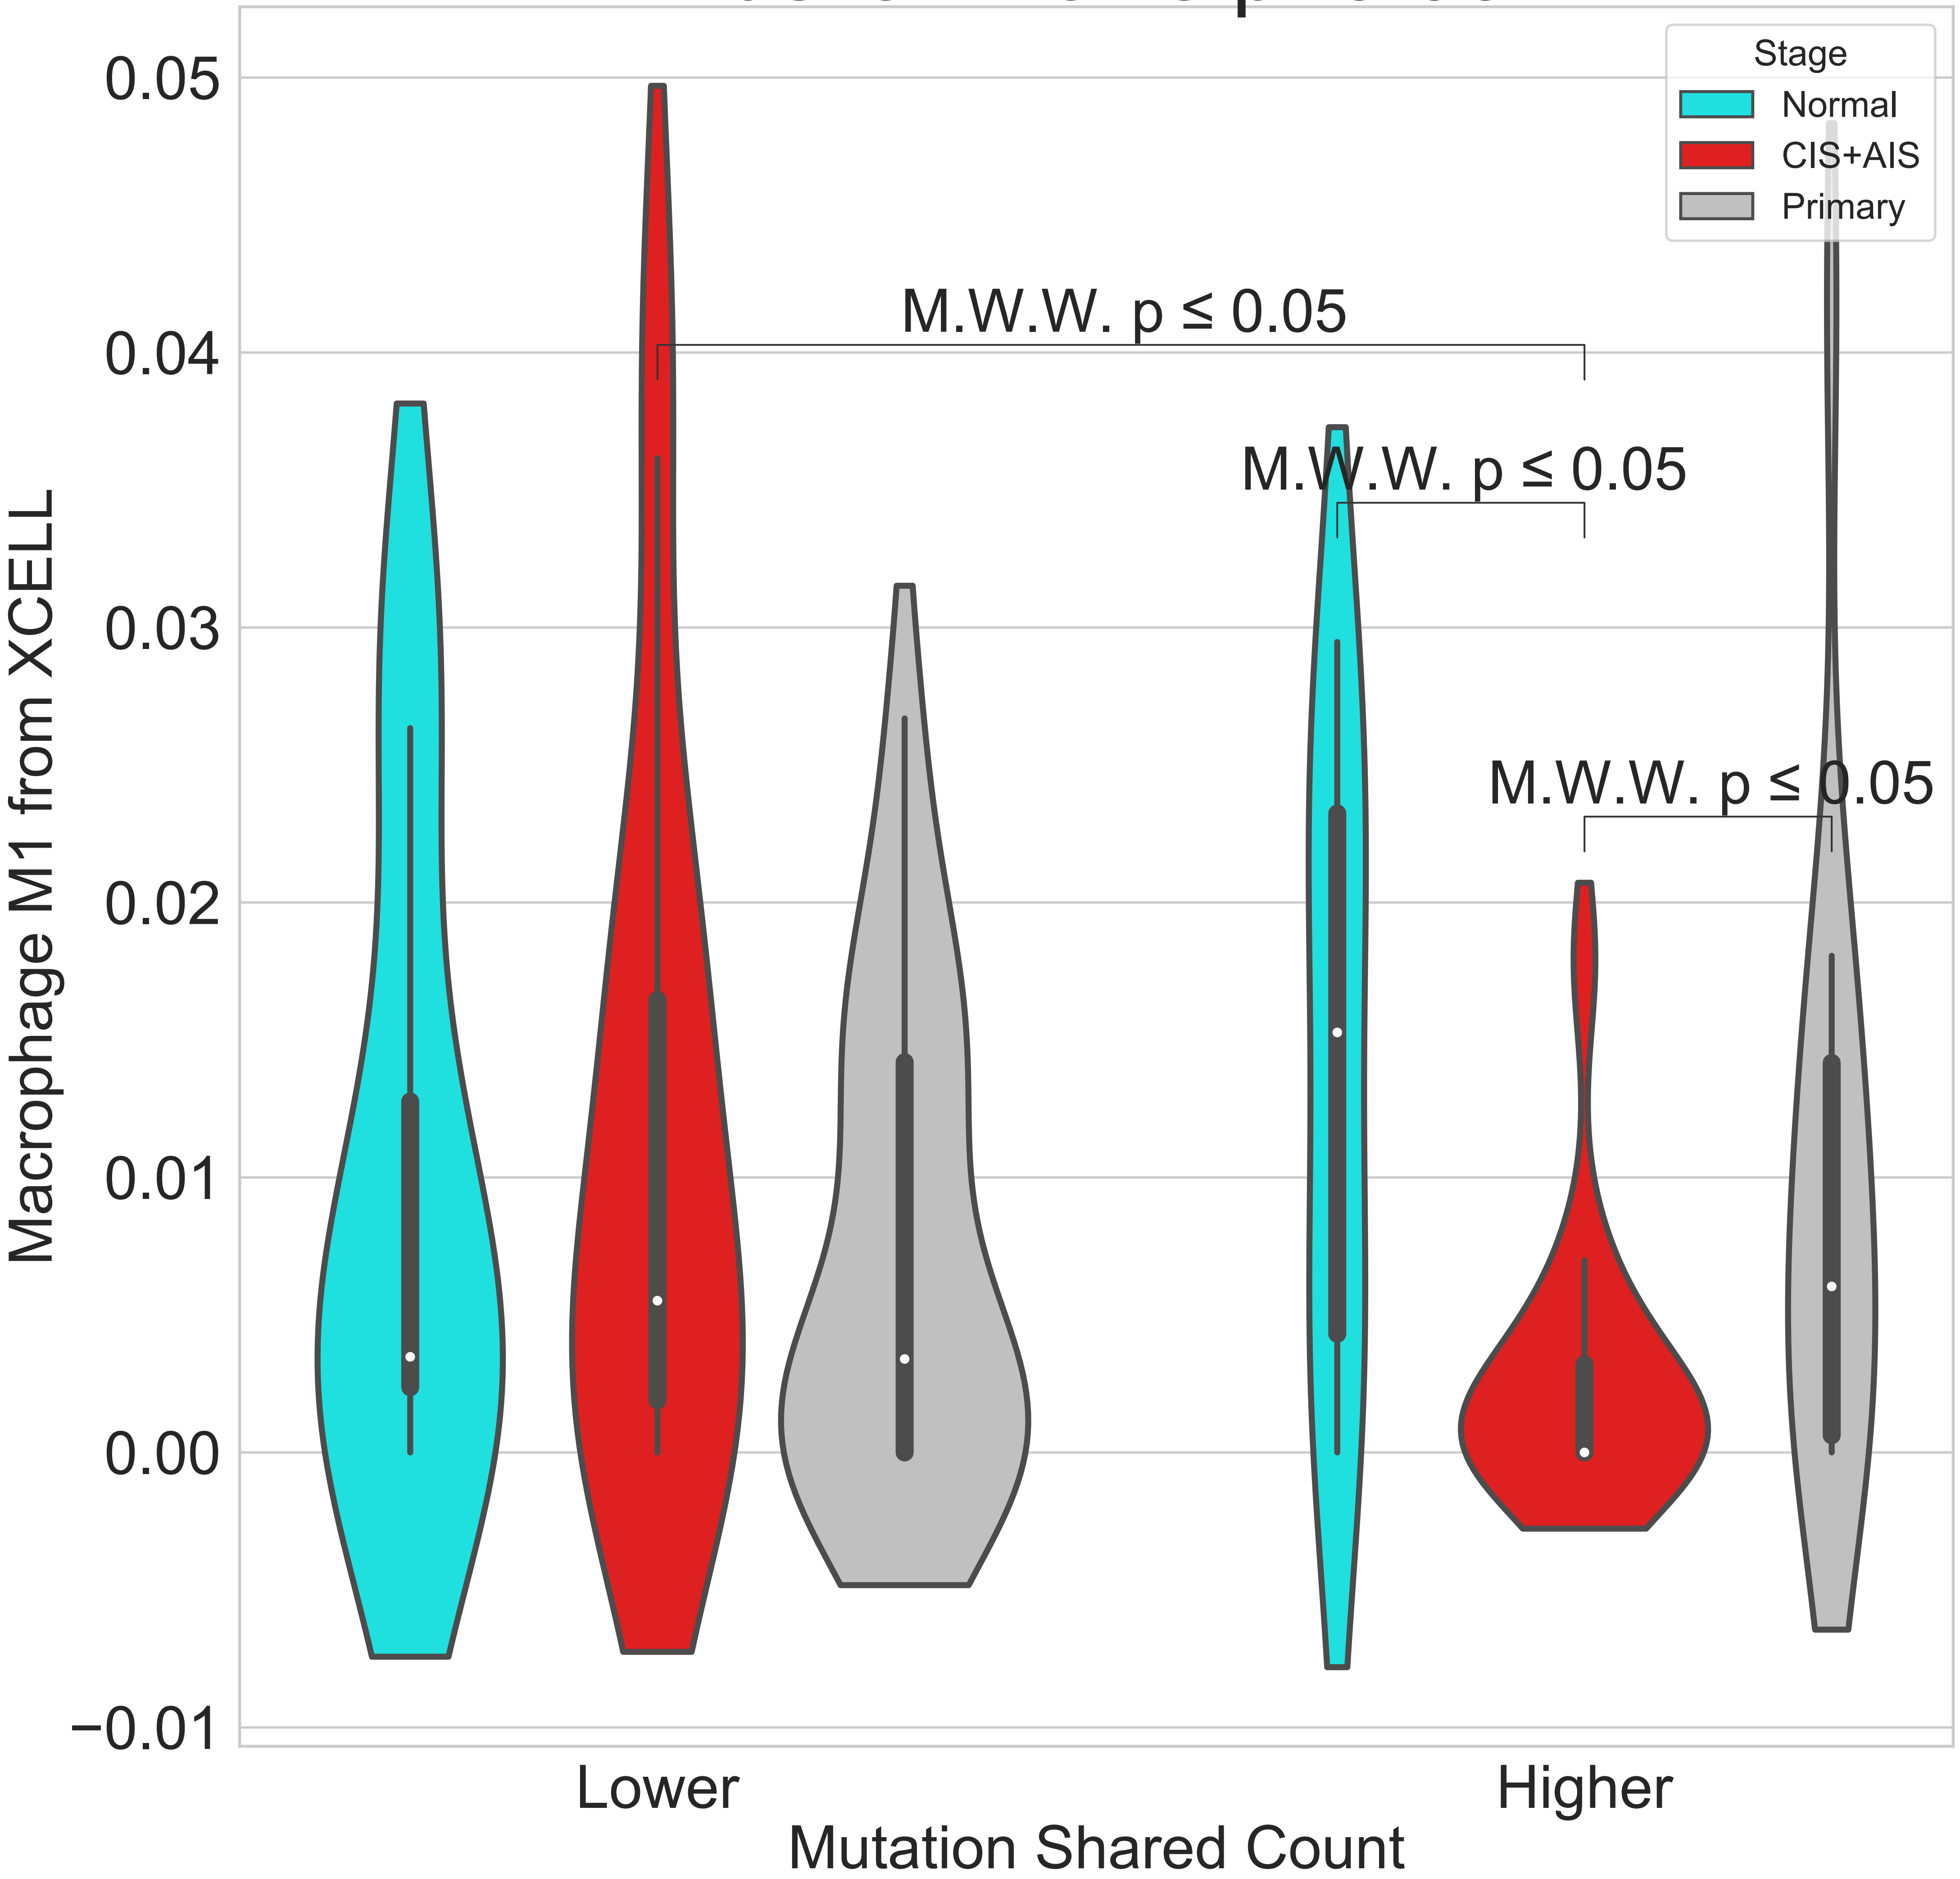 Stage
Normal
CIS+AIS
Primary
0.05
0.04
0.03
0.02
0.01
0.00
−0.01
Macrophage M1 from XCELL
M.W.W. p ≤ 0.05
M.W.W. p ≤ 0.05
M.W.W. p ≤ 0.05
Lower
Higher
Mutation Shared Count